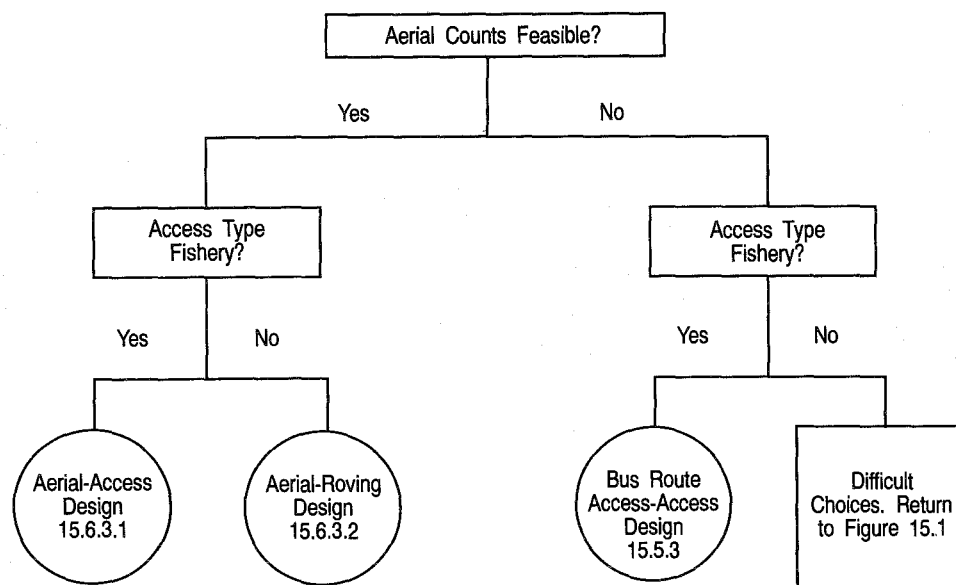 Aerial Counts Feasible?
Yes
No
Access Type
Fishery?
Access Type
Fishery?
Yes
No
Yes
No
Aerial-Access
Design
15.6.3.1
Aerial-Roving
Design
15.6.3.2
Bus Route
Access-Access
Design
15.5.3
Difficult
Choices. Return
to Figure 15.1